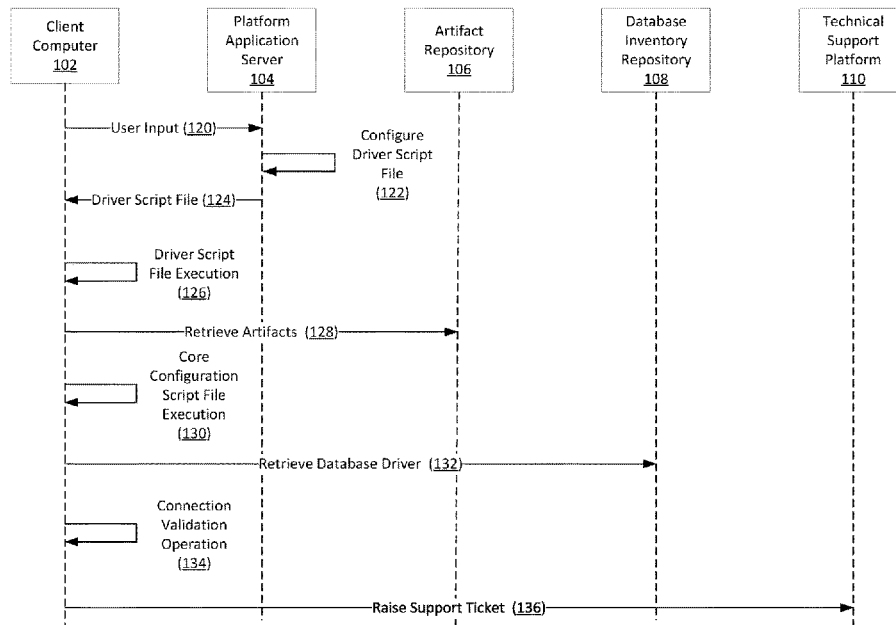 Client
Computer
102
Platform
Application
Server
104
Artifact
Repository
106
Database
Inventory
Repository
108
Technical
Support
Platform
110
User Input (120)
Configure
Driver Script
File
(122)
Driver Script File (124)
Driver Script
File Execution
(126)
Retrieve Artifacts (128)
Core
Configuration
Script File
Execution
(130)
Retrieve Database Driver (132)
Connection
Validation
Operation
(134)
Raise Support Ticket (136)